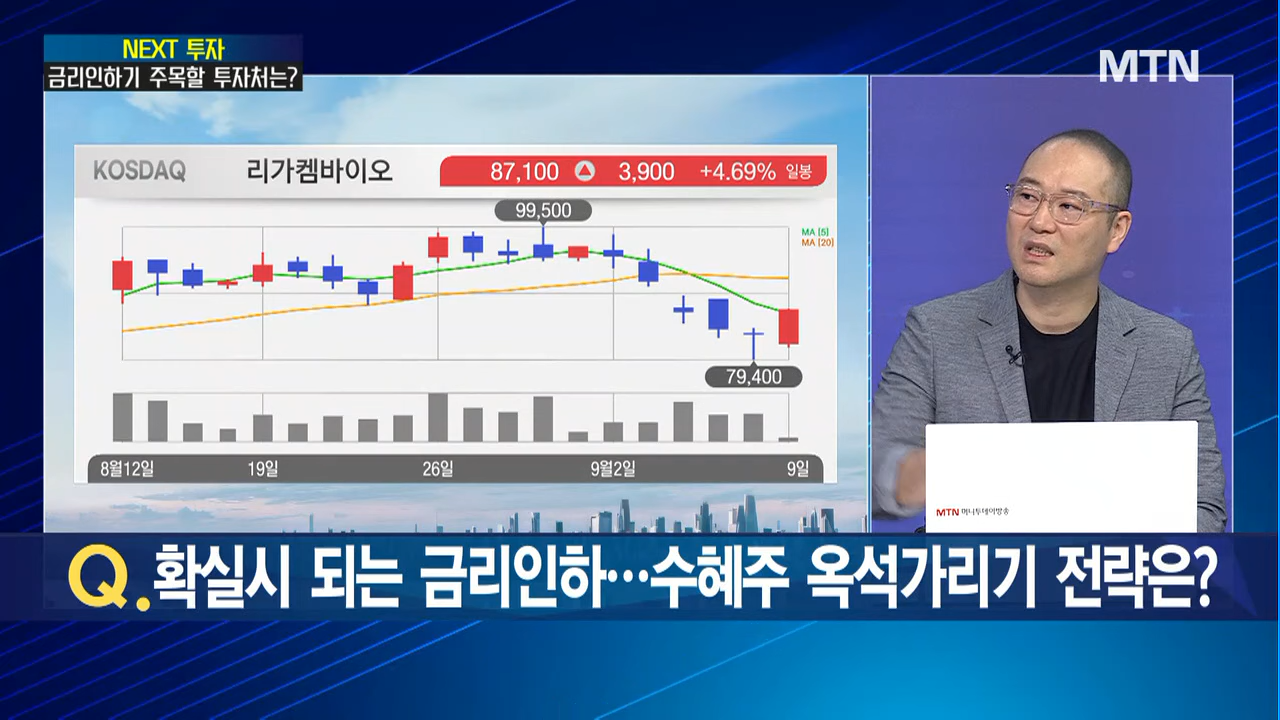 NEXT 투자
금리인하기 주목할 투자처는?
MTN
KOSDAQ 리가켐바이오 87,100 3,900 +4.69% 일봉
99,500
MA [5]
MA [20]
79,400
8월12일 19일 26일 9월2일 9일
MTN 머니투데이방송
Q. 확실시 되는 금리인하…수혜주 옥석가리기 전략은?